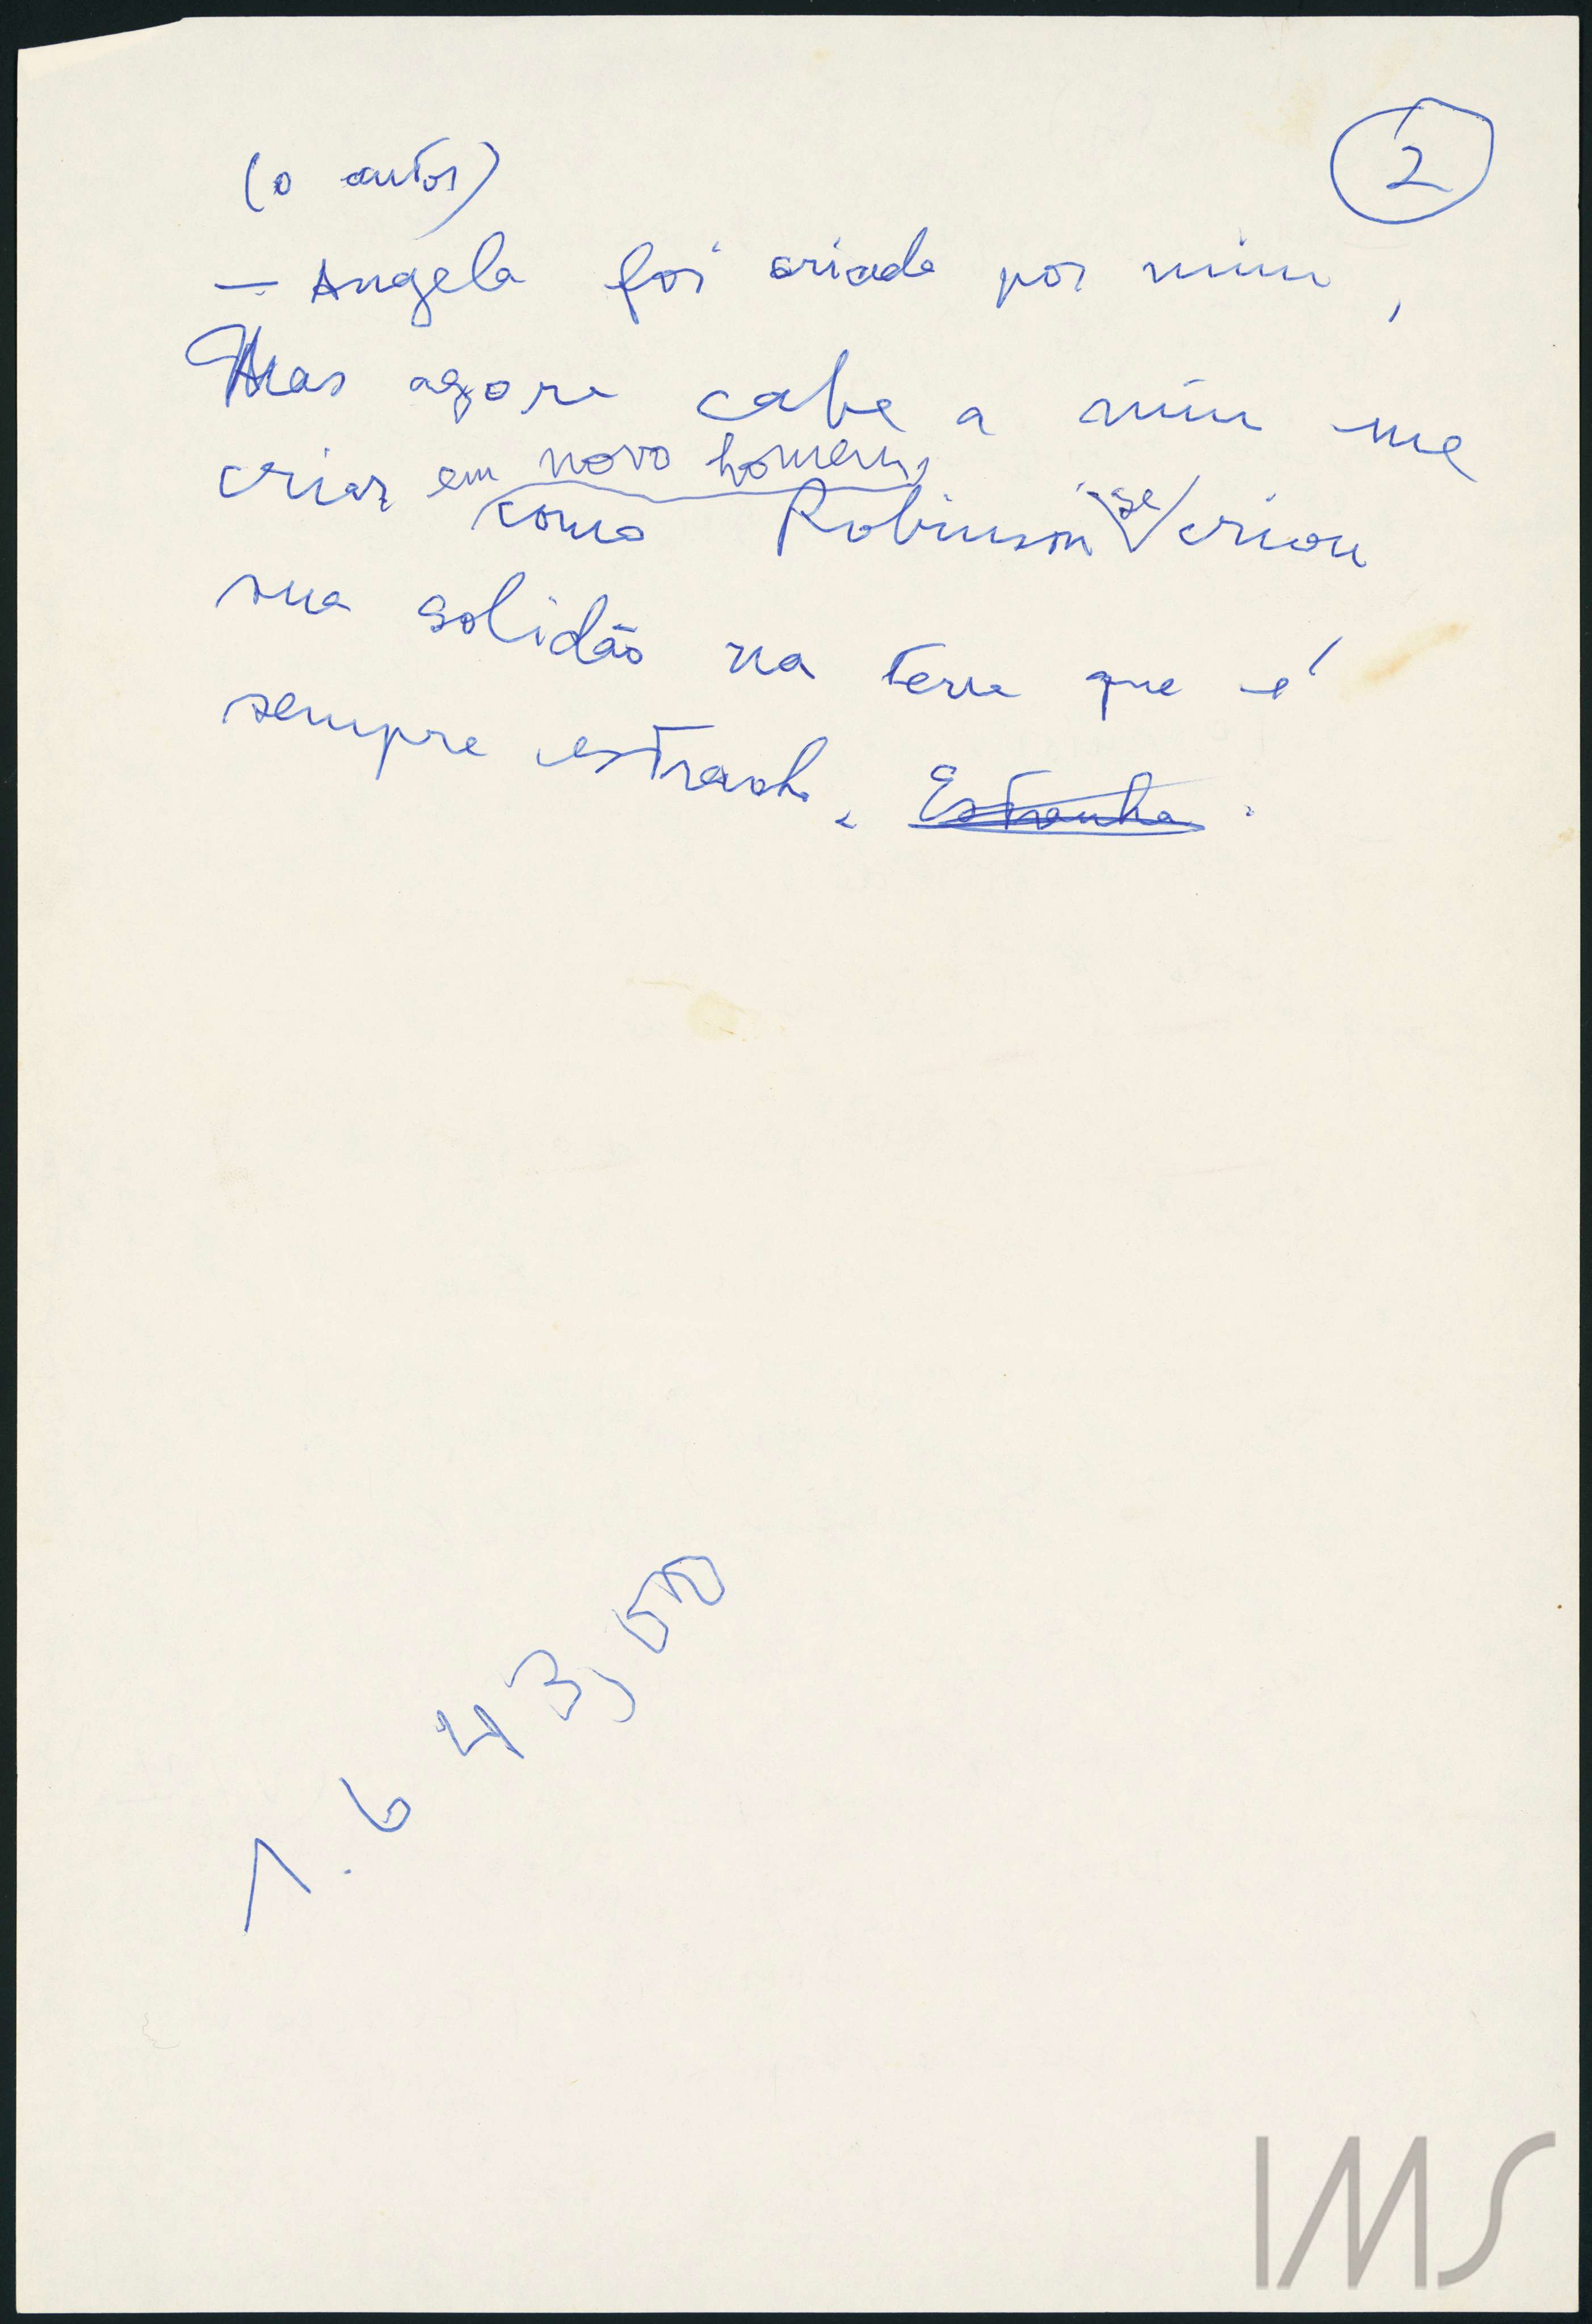 2
(o autor)
— Angela foi criada por mim,
Mas agora cabe a mim me
criar em novo homem,
como Robinson se criou
sua solidão na terra que é
sempre estranha. Estranha.
1.643,00
IMS